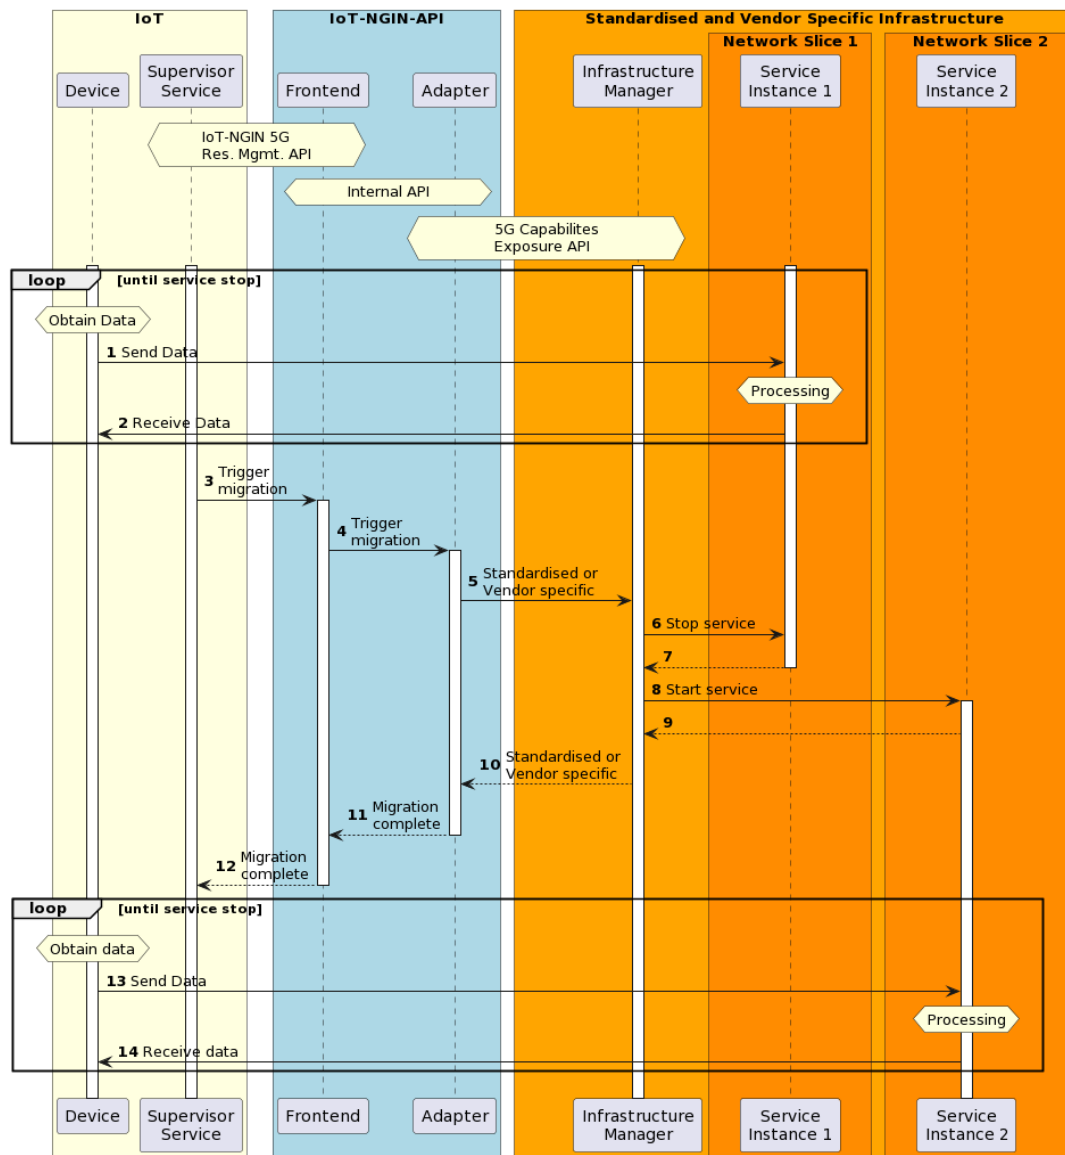 IoT
IoT-NGIN-API
Standardised and Vendor Specific Infrastructure
Network Slice 1
Network Slice 2
Device
Supervisor
Service
Frontend
Adapter
Infrastructure
Manager
Service
Instance 1
Service
Instance 2
IoT-NGIN 5G
Res. Mgmt. API
Internal API
5G Capabilites
Exposure API
loop
[until service stop]
Obtain Data
1 Send Data
Processing
2 Receive Data
3 Trigger
migration
4 Trigger
migration
5 Standardised or
Vendor specific
6 Stop service
7
8 Start service
9
10 Standardised or
Vendor specific
11 Migration
complete
12 Migration
complete
loop
[until service stop]
Obtain data
13 Send Data
Processing
14 Receive data
Device
Supervisor
Service
Frontend
Adapter
Infrastructure
Manager
Service
Instance 1
Service
Instance 2